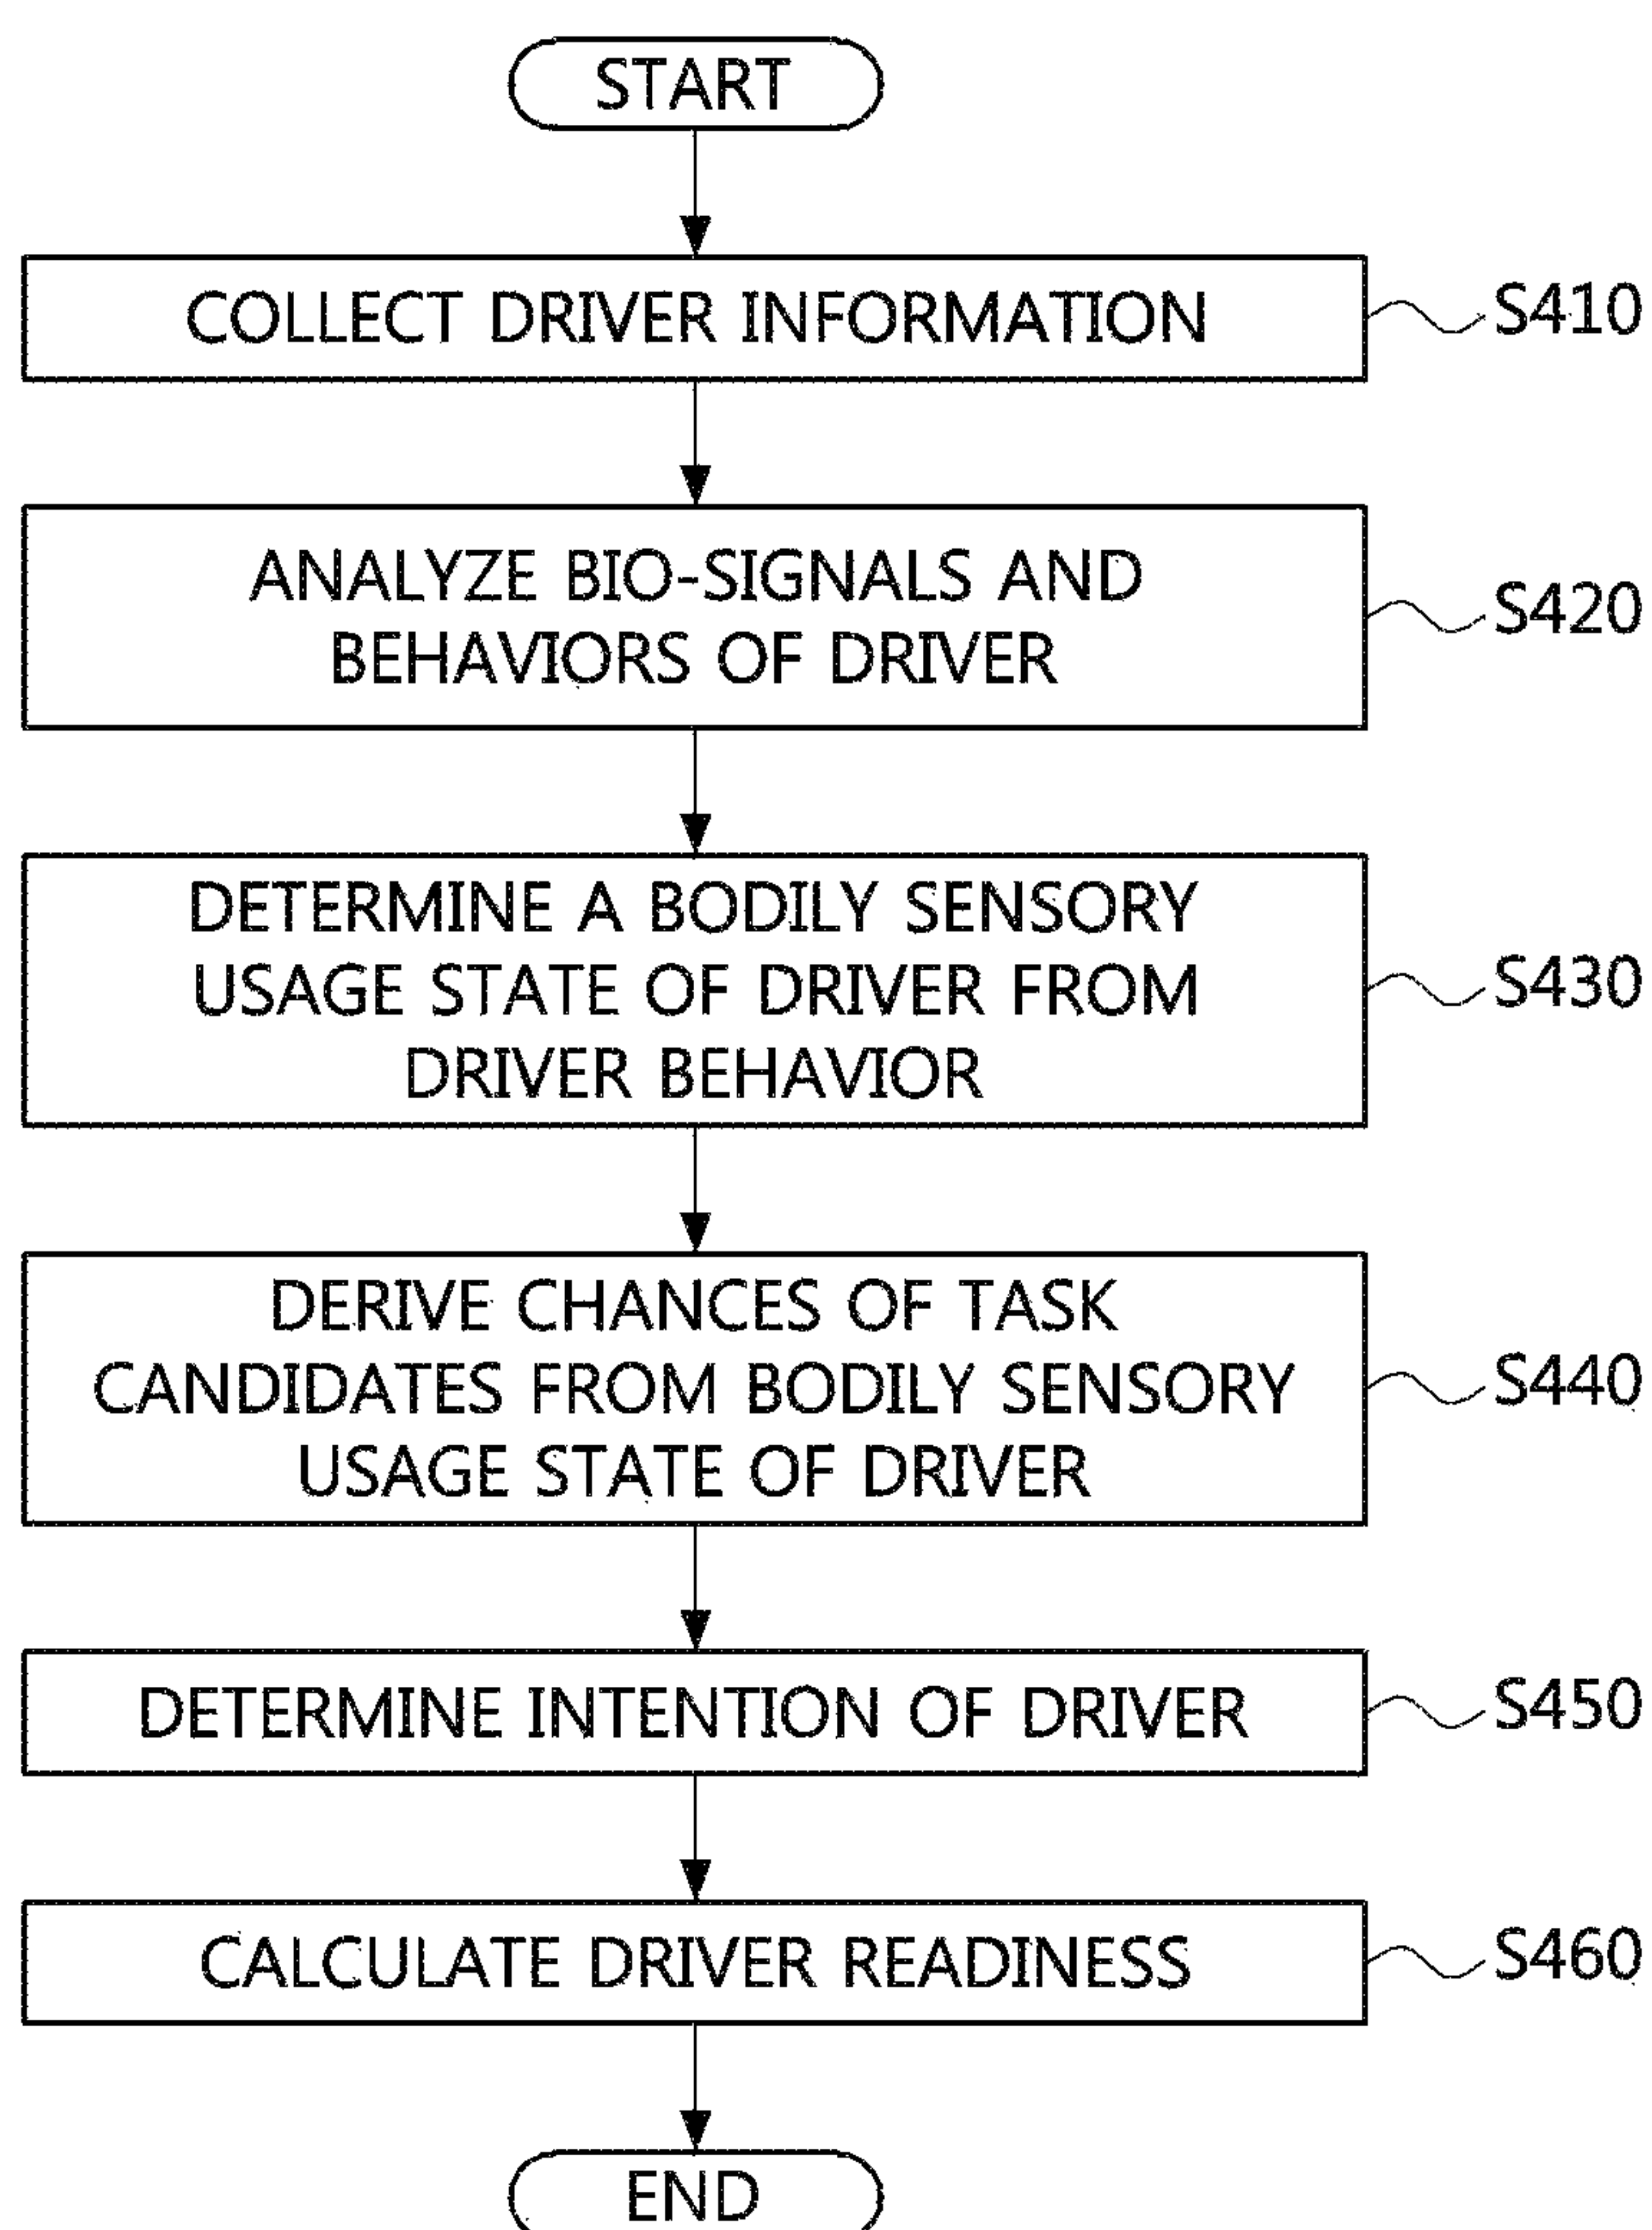 START
COLLECT DRIVER INFORMATION
S410
ANALYZE BIO-SIGNALS AND
BEHAVIORS OF DRIVER
S420
DETERMINE A BODILY SENSORY
USAGE STATE OF DRIVER FROM
DRIVER BEHAVIOR
S430
DERIVE CHANCES OF TASK
CANDIDATES FROM BODILY SENSORY
USAGE STATE OF DRIVER
S440
DETERMINE INTENTION OF DRIVER
S450
CALCULATE DRIVER READINESS
S460
END